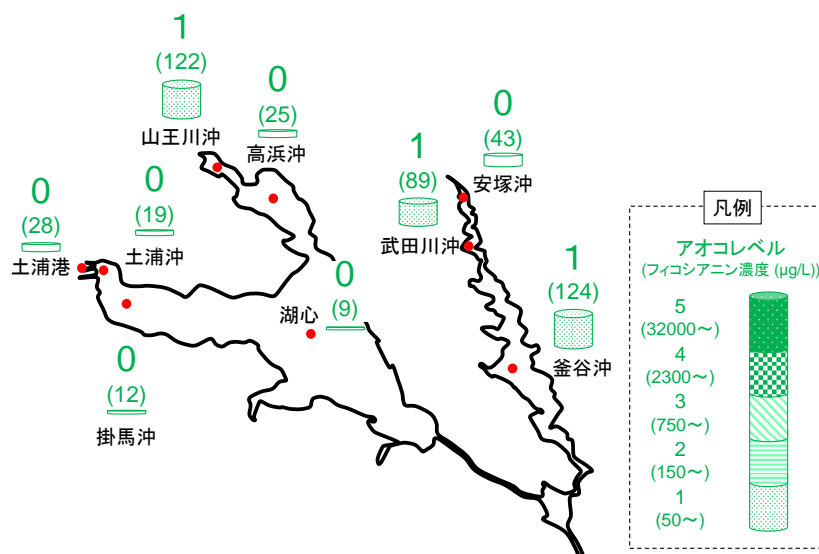 1
(122)
山王川沖
0
(25)
高浜沖
0
(43)
安塚沖
1
(89)
武田川沖
0
(28)
土浦港
0
(19)
土浦沖
0
(9)
湖心
1
(124)
釜谷沖
0
(12)
掛馬沖
凡例
アオコレベル
(フィコシアニン濃度 (μg/L))
5
(32000~)
4
(2300~)
3
(750~)
2
(150~)
1
(50~)